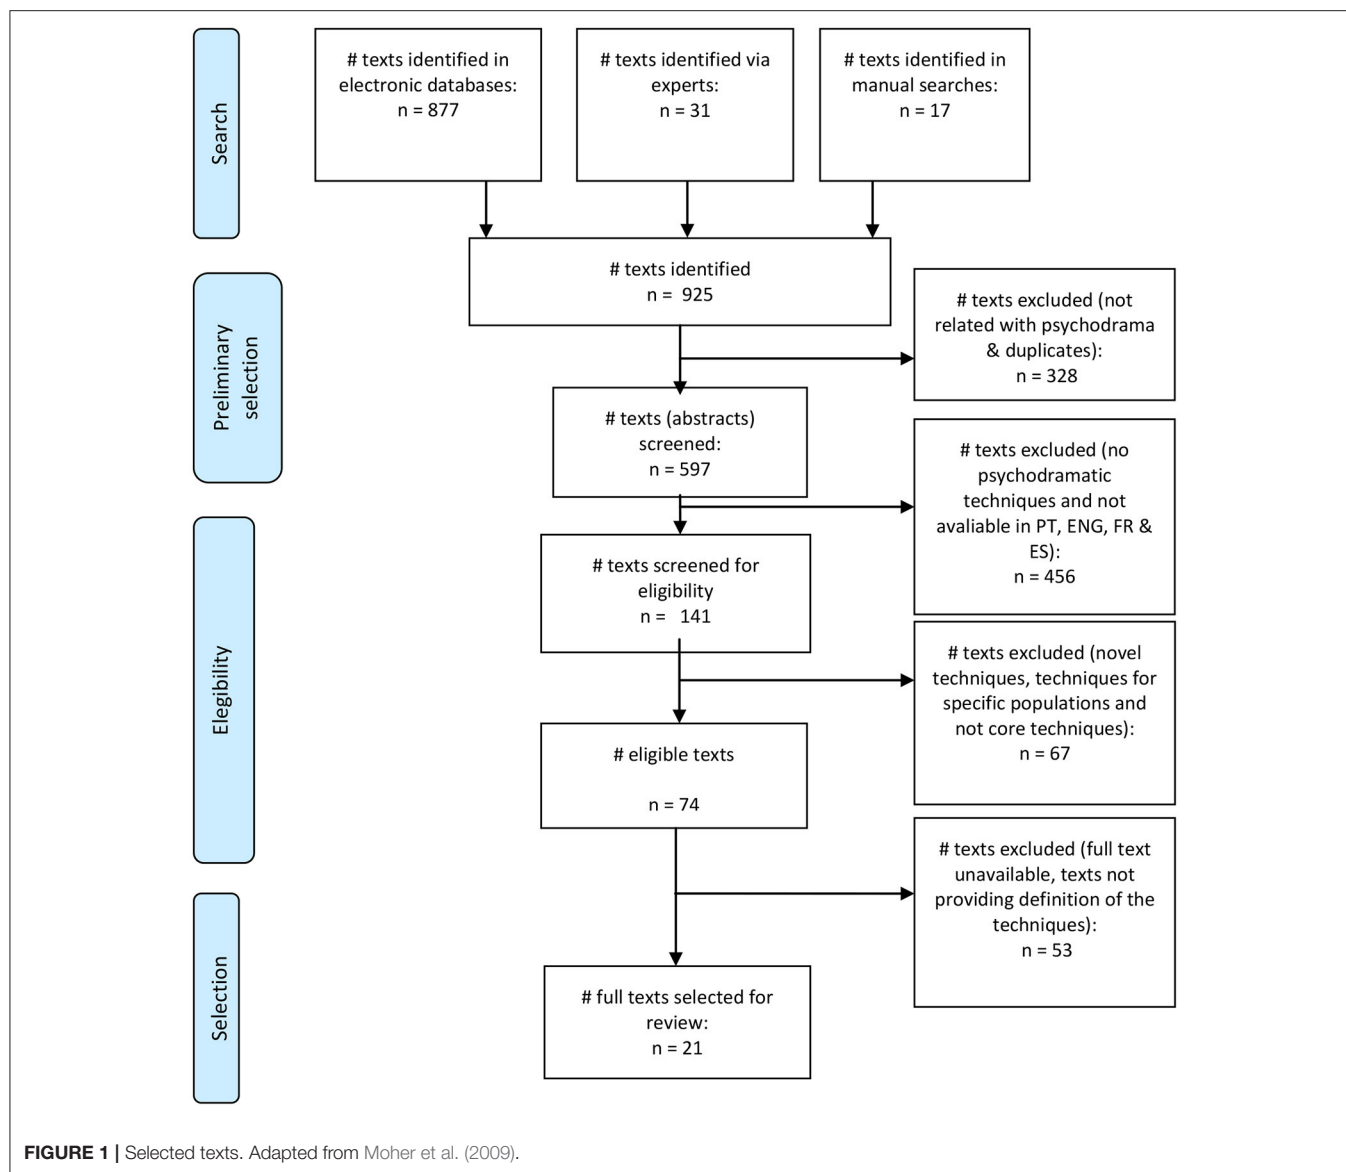 Search
# texts identified in
electronic databases:
n = 877
# texts identified via
experts:
n = 31
# texts identified in
manual searches:
n = 17
# texts identified
n = 925
Preliminary
selection
# texts excluded (not
related with psychodrama
& duplicates):
n = 328
# texts (abstracts)
screened:
n = 597
# texts excluded (no
psychodramatic
techniques and not
avaliable in PT, ENG, FR &
ES):
n = 456
Elegibility
# texts screened for
eligibility
n = 141
# texts excluded (novel
techniques, techniques for
specific populations and
not core techniques):
n = 67
# eligible texts
n = 74
# texts excluded (full text
unavailable, texts not
providing definition of the
techniques):
n = 53
Selection
# full texts selected for
review:
n = 21
FIGURE 1 | Selected texts. Adapted from Moher et al. (2009).